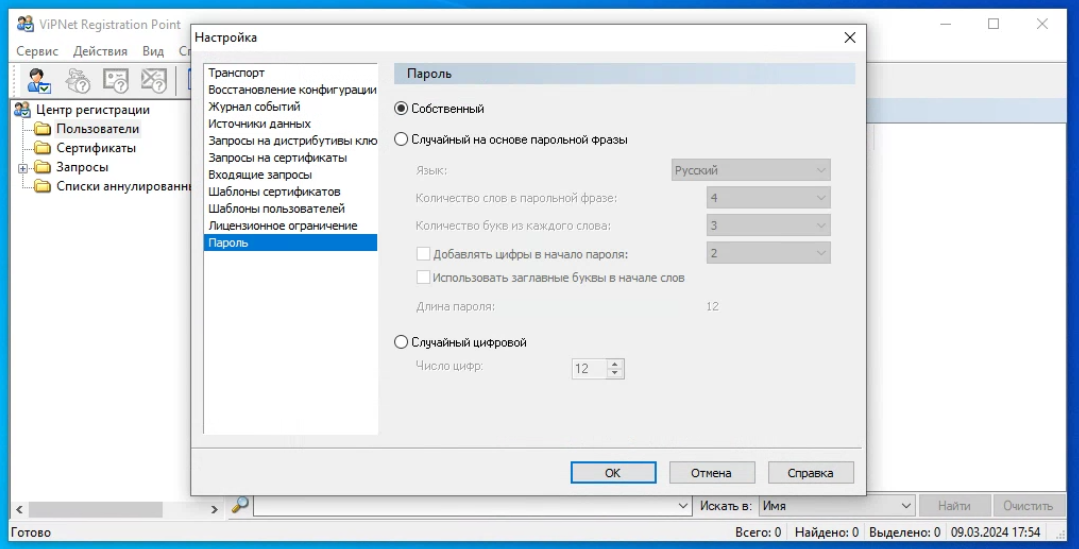 ViPNet Registration Point
Сервис Действия Вид Сп
Настройка
Центр регистрации
Пользователи
Сертификаты
Запросы
Списки аннулированн
Транспорт
Восстановление конфигурации
Журнал событий
Источники данных
Запросы на дистрибутивы клю
Запросы на сертификаты
Входящие запросы
Шаблоны сертификатов
Шаблоны пользователей
Лицензионное ограничение
Пароль
Пароль
Собственный
Случайный на основе парольной фразы
Язык: Русский
Количество слов в парольной фразе: 4
Количество букв из каждого слова: 3
Добавлять цифры в начало пароля: 2
Использовать заглавные буквы в начале слов
Длина пароля: 12
Случайный цифровой
Число цифр: 12
OK Отмена Справка
Искать в: Имя Найти Очистить
Готово Всего: 0 Найдено: 0 Выделено: 0 09.03.2024 17:54